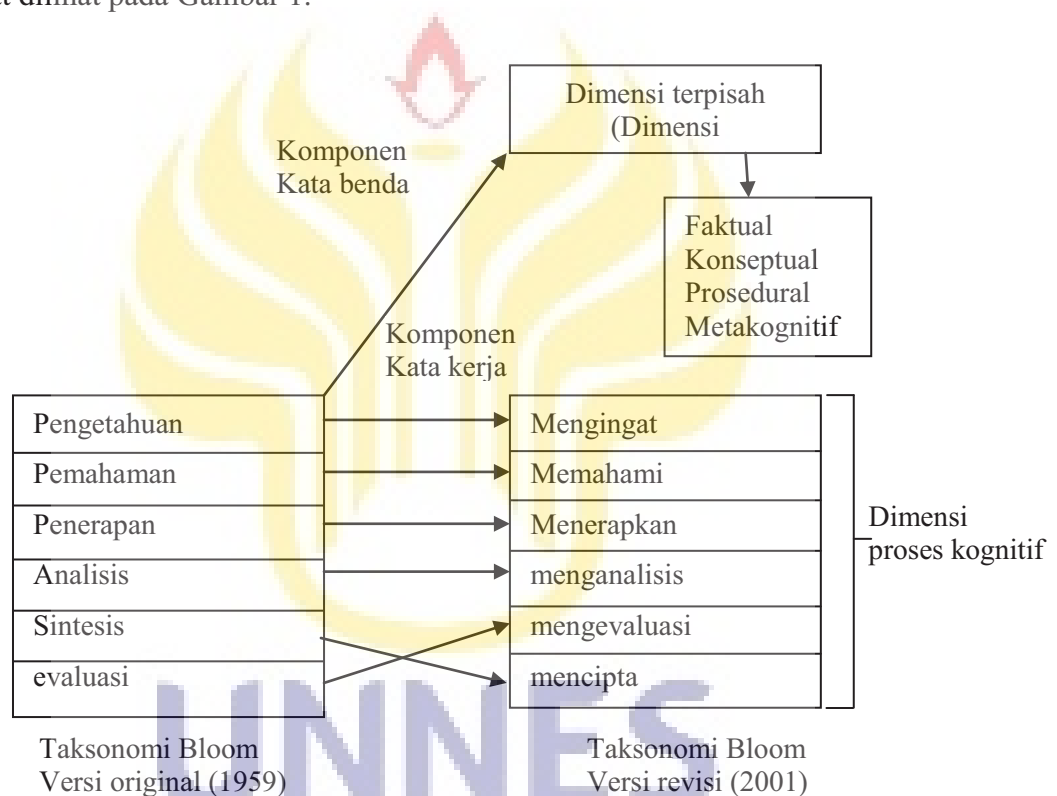 pada Gambar 1.
Dimensi terpisah
(Dimensi
Komponen
Kata benda
Faktual
Konseptual
Prosedural
Metakognitif
Komponen
Kata kerja
Pengetahuan
Pemahaman
Penerapan
Analisis
Sintesis
evaluasi
Mengingat
Memahami
Menerapkan
menganalisis
mengevaluasi
mencipta
Dimensi
proses kognitif
UNNES
Taksonomi Bloom
Versi original (1959)
Taksonomi Bloom
Versi revisi (2001)